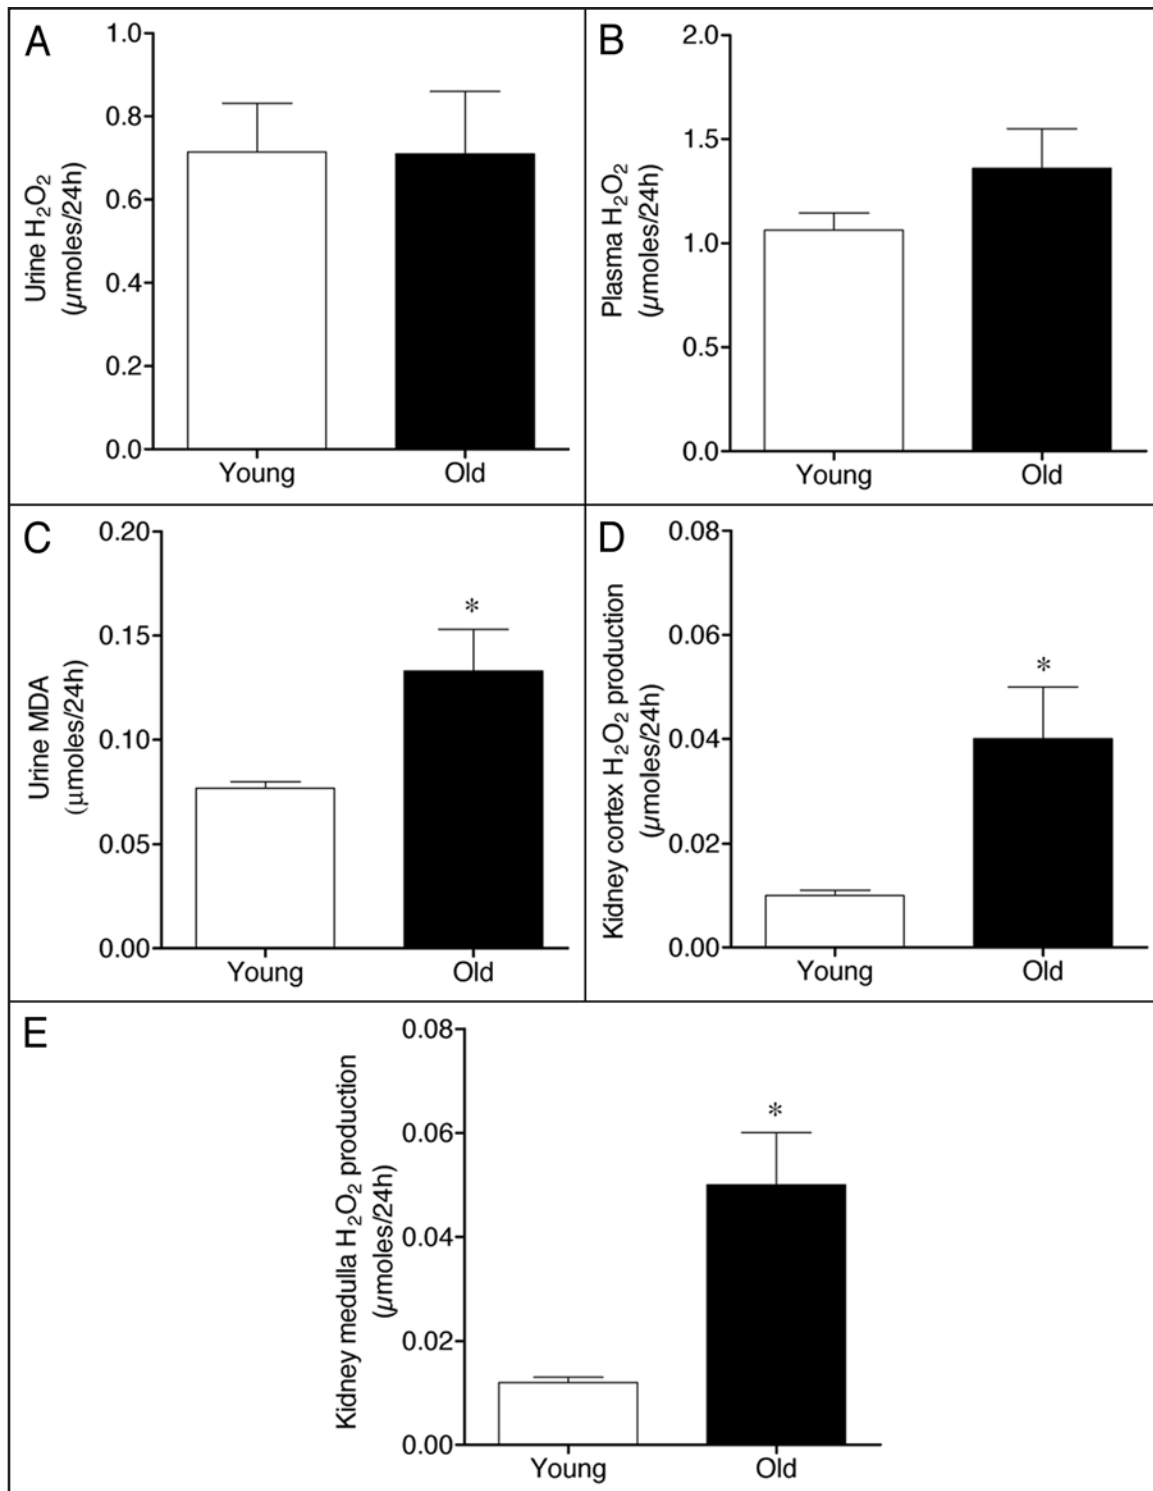 A
Urine H₂O₂
(µmoles/24h)
1.0
0.8
0.6
0.4
0.2
0.0
Young
Old
B
Plasma H₂O₂
(µmoles/24h)
2.0
1.5
1.0
0.5
0.0
Young
Old
C
Urine MDA
(µmoles/24h)
0.20
0.15
0.10
0.05
0.00
*
Young
Old
D
Kidney cortex H₂O₂ production
(µmoles/24h)
0.08
0.06
0.04
0.02
0.00
*
Young
Old
E
Kidney medulla H₂O₂ production
(µmoles/24h)
0.08
0.06
0.04
0.02
0.00
*
Young
Old